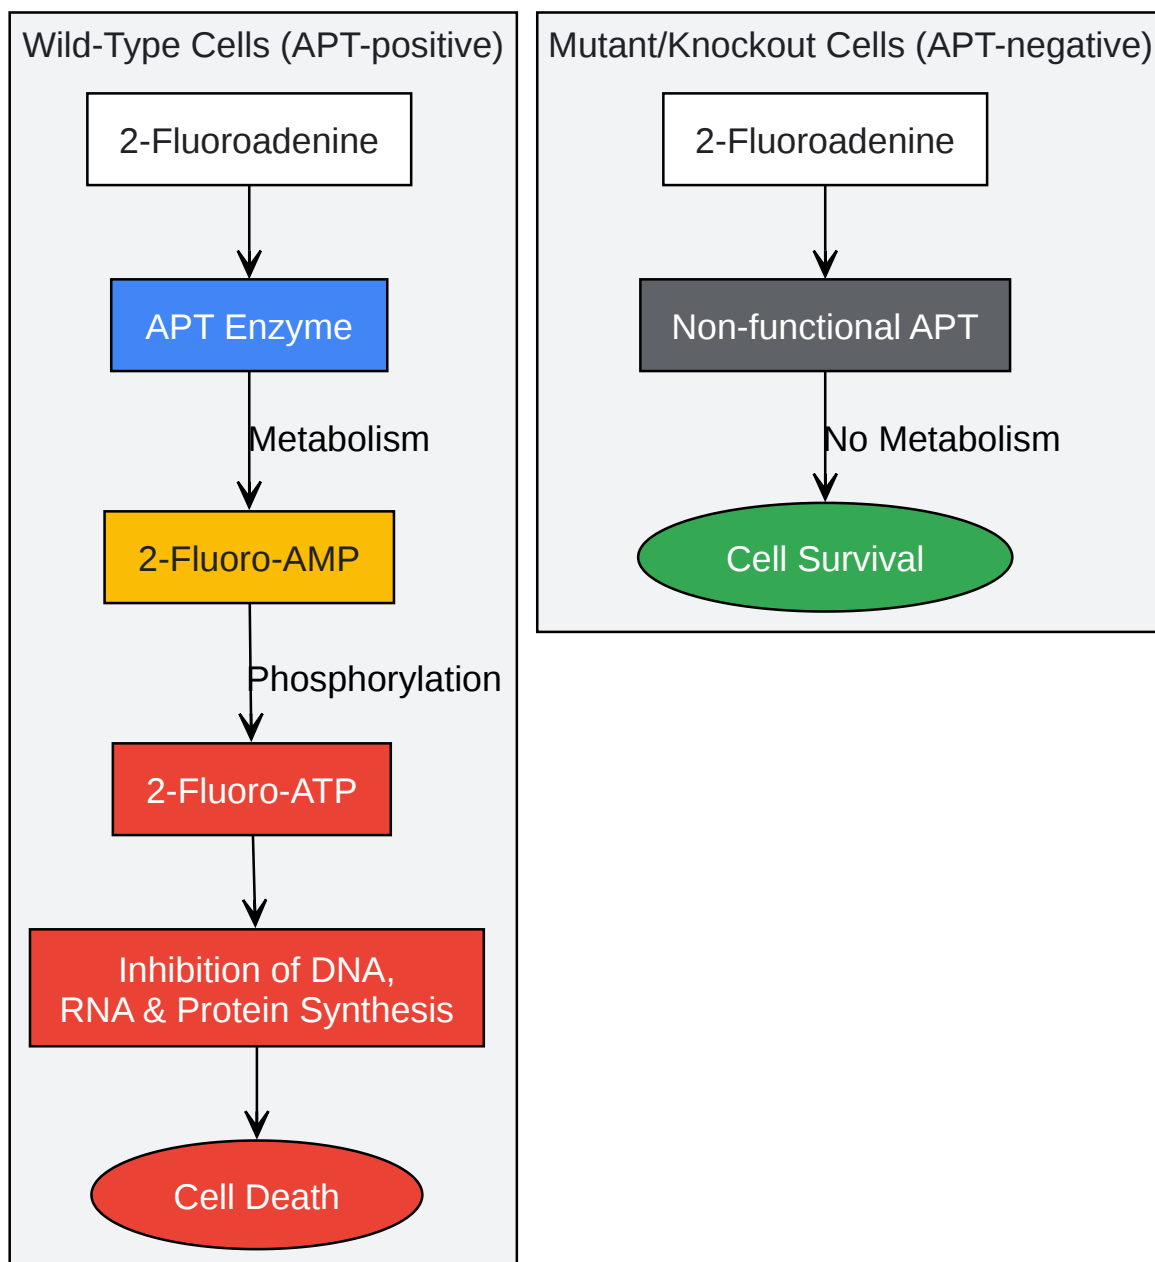 Wild-Type Cells (APT-positive)
2-Fluoroadenine
APT Enzyme
Metabolism
2-Fluoro-AMP
Phosphorylation
2-Fluoro-ATP
Inhibition of DNA,
RNA & Protein Synthesis
Cell Death
Mutant/Knockout Cells (APT-negative)
2-Fluoroadenine
Non-functional APT
No Metabolism
Cell Survival